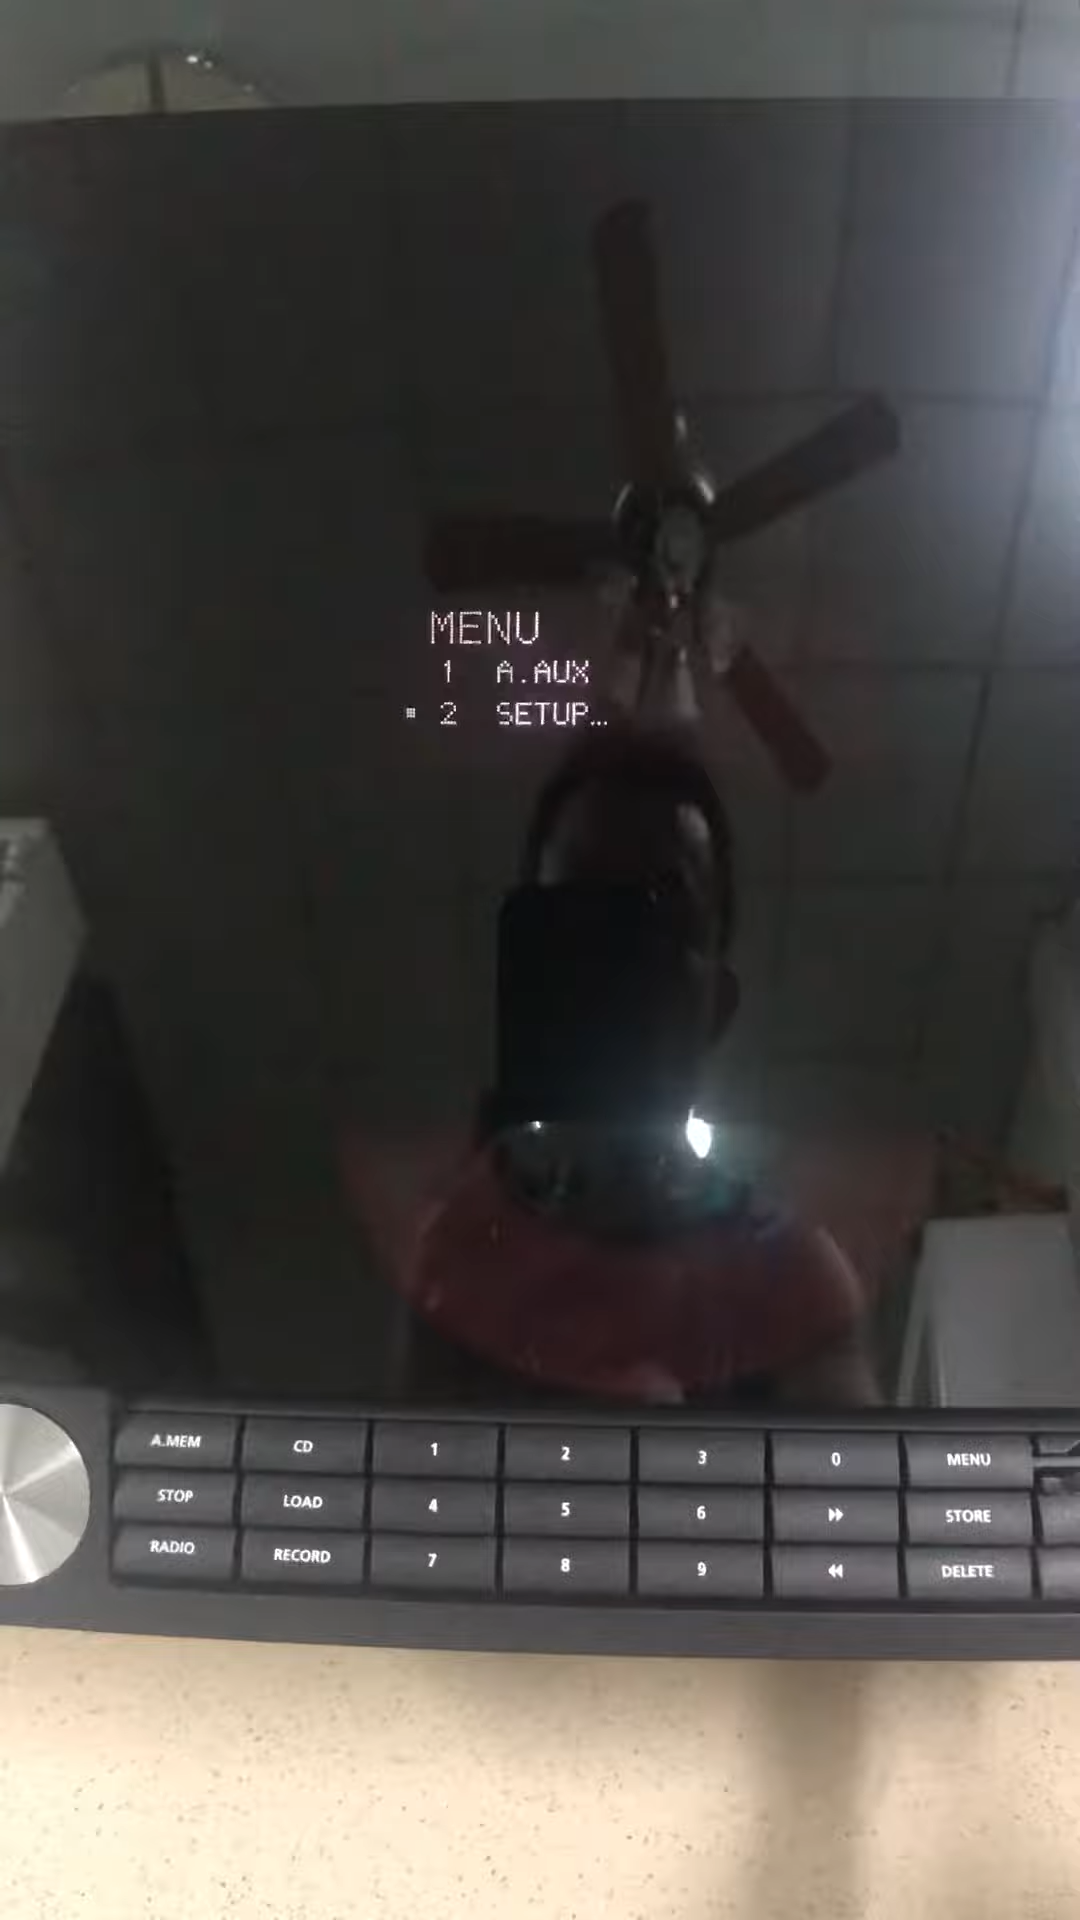 MENU
1 A.AUX
2 SETUP...
A.MEM CD 1 2 3 0 MENU
STOP LOAD 4 5 6 STORE
RADIO RECORD 7 8 9 DELETE